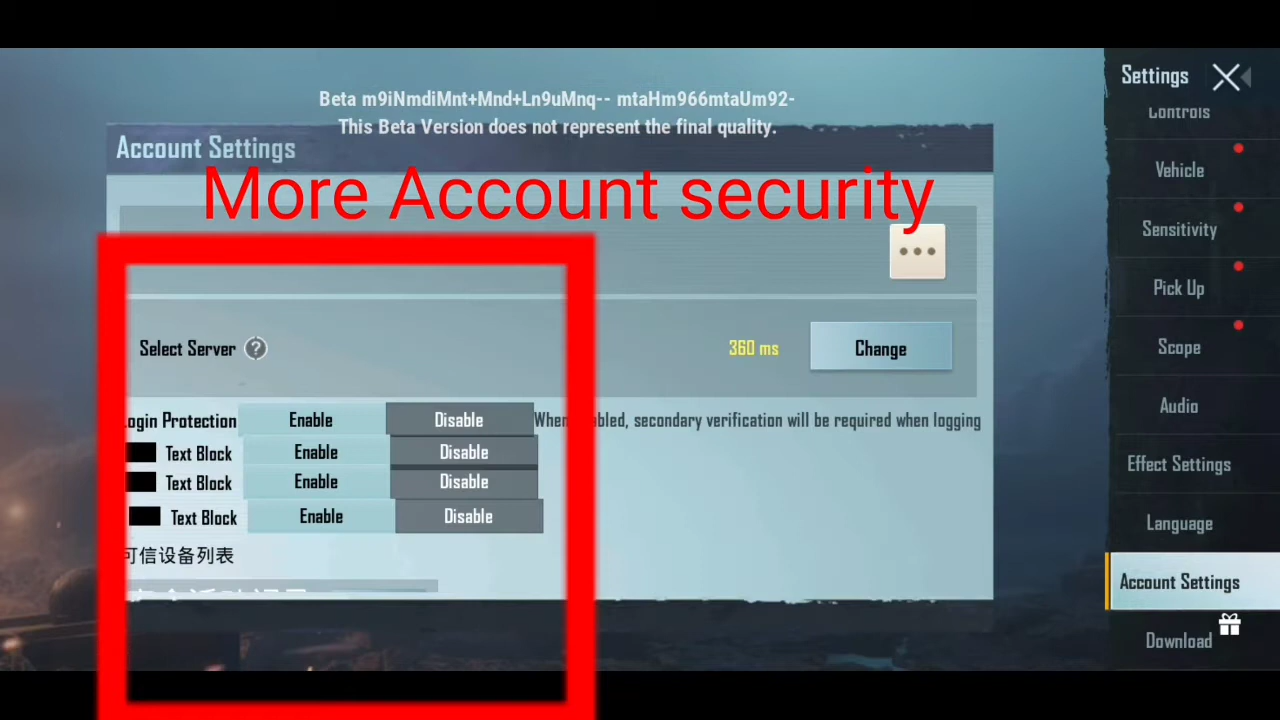 Settings
Controls
Vehicle
Sensitivity
Pick Up
Scope
Audio
Effect Settings
Language
Account Settings
Download
Beta m9iNmdiMnt+Mnd+Ln9uMnq-- mtaHm966mtaUm92-
This Beta Version does not represent the final quality.
Account Settings
More Account security
Select Server ?
360 ms
Change
Login Protection Enable Disable When enabled, secondary verification will be required when logging
Text Block Enable Disable
Text Block Enable Disable
Text Block Enable Disable
可信设备列表